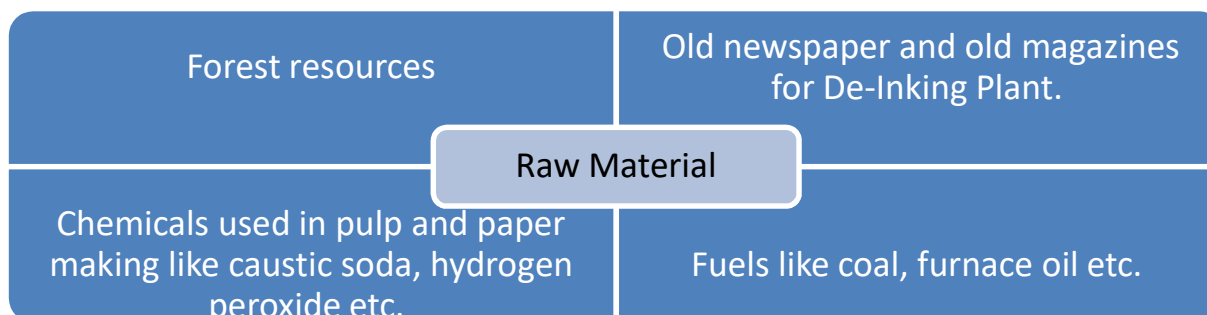 Forest resources
Old newspaper and old magazines
for De-Inking Plant.
Raw Material
Chemicals used in pulp and paper
making like caustic soda, hydrogen
peroxide etc.
Fuels like coal, furnace oil etc.